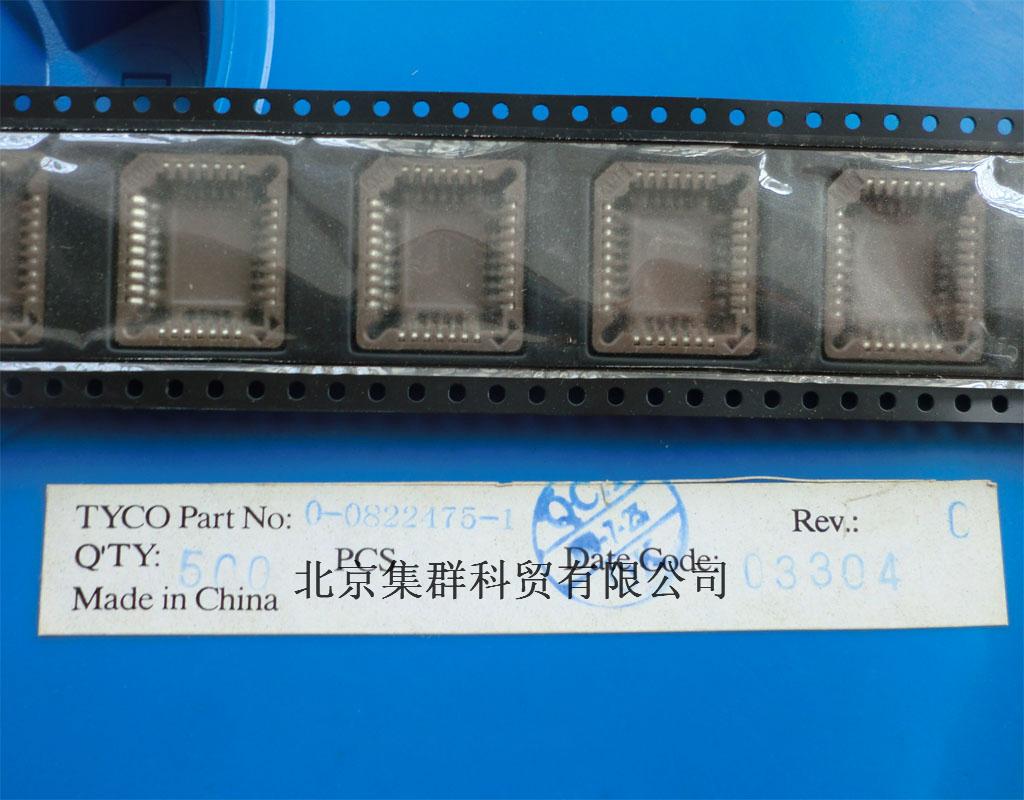 TYCO Part No: 0-0822475-1 Rev.: C
Q'TY: 500 PCS Date Code: 03304
Made in China
北京集群科贸有限公司
QC